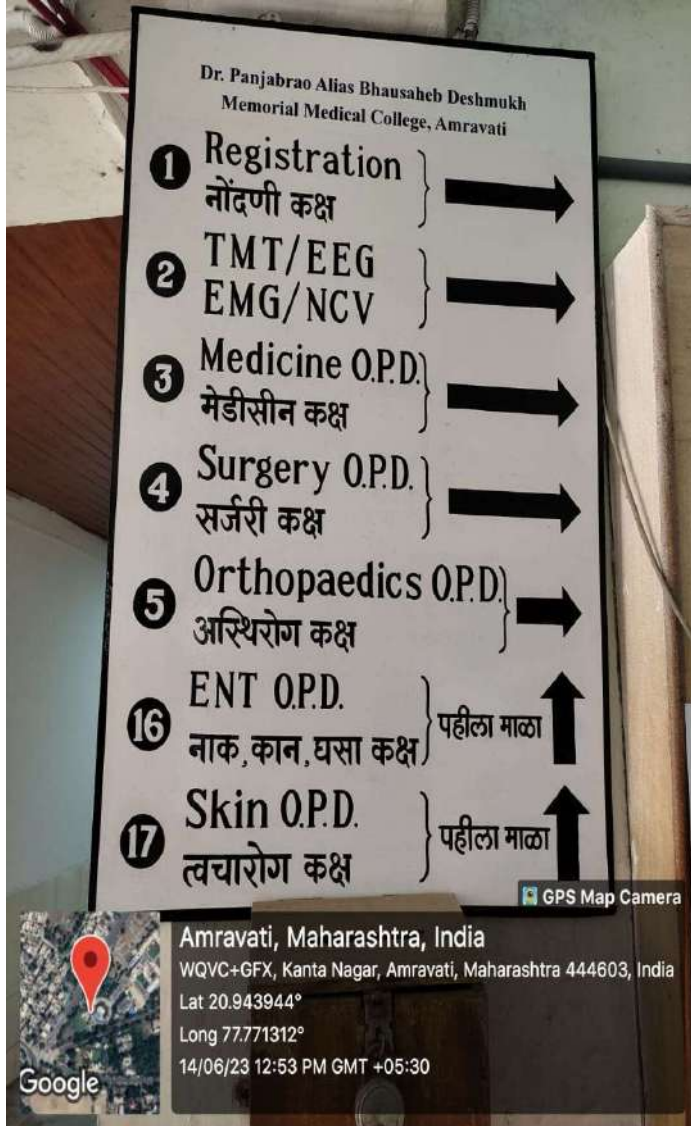 Dr. Panjabrao Alias Bhausaheb Deshmukh
Memorial Medical College, Amravati
1 Registration
नोंदणी कक्ष
2 TMT/EEG
EMG/NCV
3 Medicine O.P.D.
मेडीसीन कक्ष
4 Surgery O.P.D.
सर्जरी कक्ष
5 Orthopaedics O.P.D.
अस्थिरोग कक्ष
16 ENT O.P.D.
नाक,कान,घसा कक्ष
पहीला माळा
17 Skin O.P.D.
त्वचारोग कक्ष
पहीला माळा
GPS Map Camera
Amravati, Maharashtra, India
WQVC+GFX, Kanta Nagar, Amravati, Maharashtra 444603, India
Lat 20.943944°
Long 77.771312°
14/06/23 12:53 PM GMT +05:30
Google